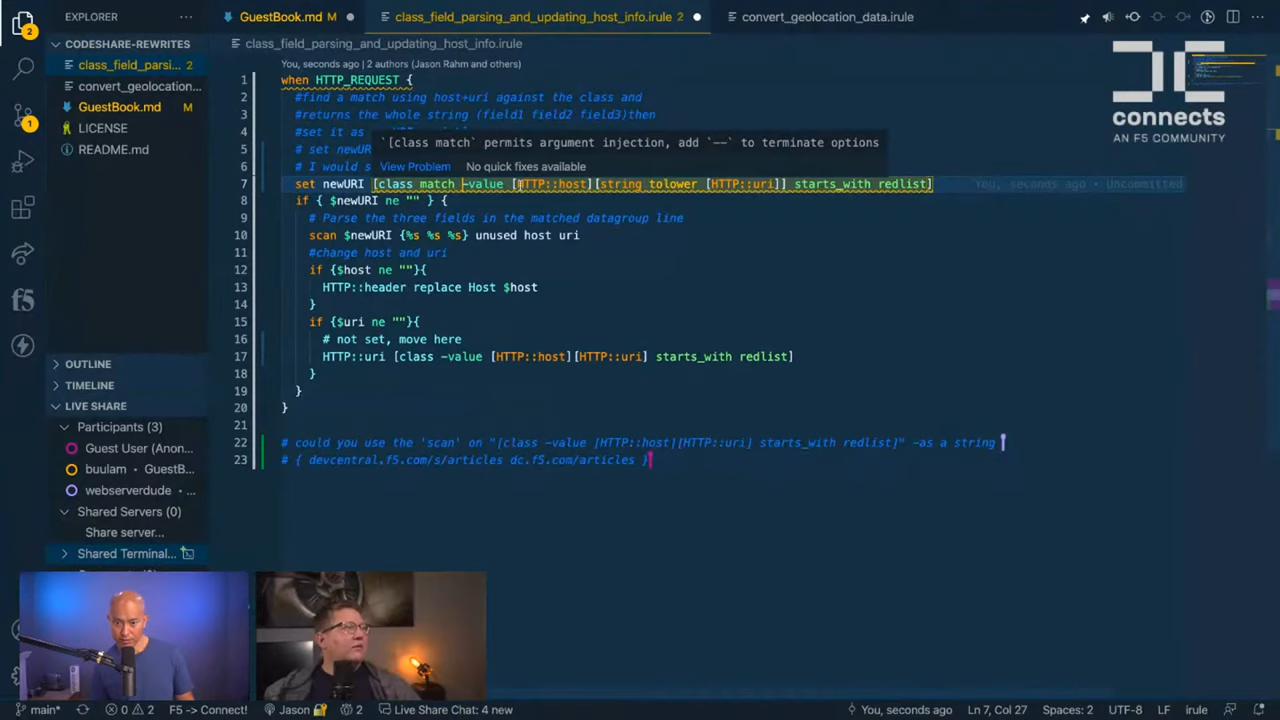 EXPLORER
GuestBook.md M
class_field_parsing_and_updating_host_info.irule 2
convert_geolocation_data.irule
CODESHARE-REWRITES
class_field_parsi... 2
convert_geolocation...
GuestBook.md M
LICENSE
README.md
class_field_parsing_and_updating_host_info.irule
You, seconds ago | 2 authors (Jason Rahm and others)
1 when HTTP_REQUEST {
2 #find a match using host+uri against the class and
3 #returns the whole string (field1 field2 field3)then
4 #set it as
5 # set newUR
6 # I would s
`[class match` permits argument injection, add `--` to terminate options
View Problem No quick fixes available
7 set newURI [class match -value [HTTP::host][string tolower [HTTP::uri]] starts_with redlist]
You, seconds ago • Uncommitted
8 if { $newURI ne "" } {
9 # Parse the three fields in the matched datagroup line
10 scan $newURI {%s %s %s} unused host uri
11 #change host and uri
12 if {$host ne ""}{
13 HTTP::header replace Host $host
14 }
15 if {$uri ne ""}{
16 # not set, move here
17 HTTP::uri [class -value [HTTP::host][HTTP::uri] starts_with redlist]
18 }
19 }
20 }
21
22 # could you use the 'scan' on "[class -value [HTTP::host][HTTP::uri] starts_with redlist]" -as a string
23 # { devcentral.f5.com/s/articles dc.f5.com/articles }
connects
AN F5 COMMUNITY
2
1
f5
OUTLINE
TIMELINE
LIVE SHARE
Participants (3)
Guest User (Anon...
buulam • GuestB...
webserverdude •...
Shared Servers (0)
Share server...
Shared Terminal...
main*
0 2
F5 -> Connect!
Jason
2
Live Share Chat: 4 new
You, seconds ago
Ln 7, Col 27
Spaces: 2
UTF-8
LF
irule